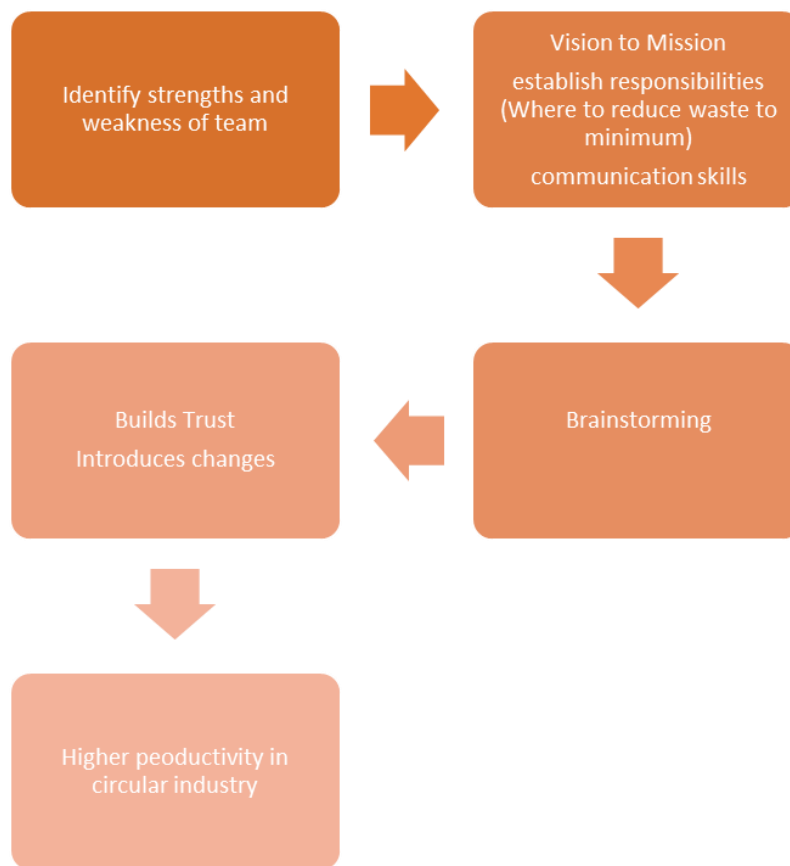 Identify strengths and
weakness of team
Vision to Mission
establish responsibilities
(Where to reduce waste to
minimum)
communication skills
Brainstorming
Builds Trust
Introduces changes
Higher peoductivity in
circular industry